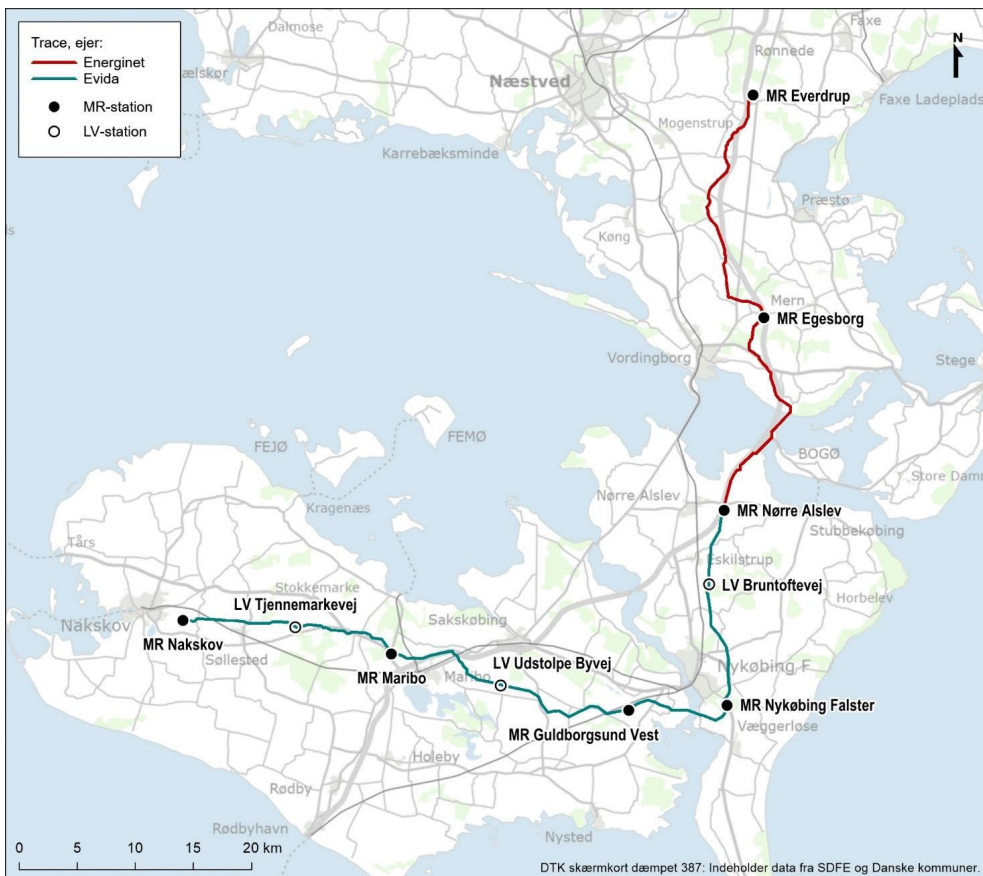 Trace, ejer:
Energinet
Evida
MR-station
LV-station
N
Dalmose
ælskør
Næstved
Rønnede
Faxe
MR Everdrup
Faxe Ladeplads
Mogenstrup
Karrebæksminde
Præstø
Køng
Mern
MR Egesborg
Vordingborg
Stege
FEJØ
FEMØ
BOGØ
Store Damm
Kragenæs
Nørre Alslev
MR Nørre Alslev
Stubbekøbing
Tårs
Eskilstrup
Stokkemarke
LV Bruntoftevej
Horbelev
LV Tjennemarkevej
Sakskøbing
Nakskov
MR Nakskov
Søllested
LV Udstolpe Byvej
Nykøbing F
MR Maribo
Maribo
MR Nykøbing Falster
Væggerløse
MR Guldborgsund Vest
Holeby
Rødby
Rødbyhavn
Nysted
0 5 10 15 20 km
DTK skærmkort dæmpet 387: Indeholder data fra SDFE og Danske kommuner.